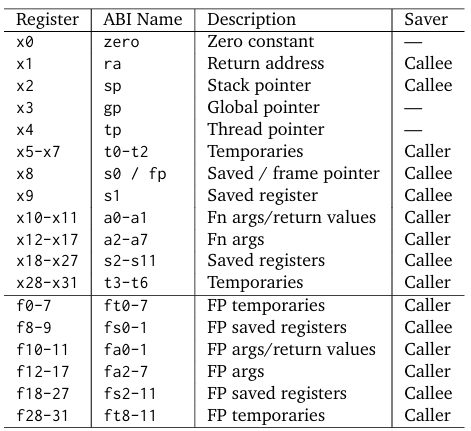 Register ABI Name Description Saver
x0 zero Zero constant —
x1 ra Return address Callee
x2 sp Stack pointer Callee
x3 gp Global pointer —
x4 tp Thread pointer —
x5-x7 t0-t2 Temporaries Caller
x8 s0 / fp Saved / frame pointer Callee
x9 s1 Saved register Callee
x10-x11 a0-a1 Fn args/return values Caller
x12-x17 a2-a7 Fn args Caller
x18-x27 s2-s11 Saved registers Callee
x28-x31 t3-t6 Temporaries Caller
f0-7 ft0-7 FP temporaries Caller
f8-9 fs0-1 FP saved registers Callee
f10-11 fa0-1 FP args/return values Caller
f12-17 fa2-7 FP args Caller
f18-27 fs2-11 FP saved registers Callee
f28-31 ft8-11 FP temporaries Caller